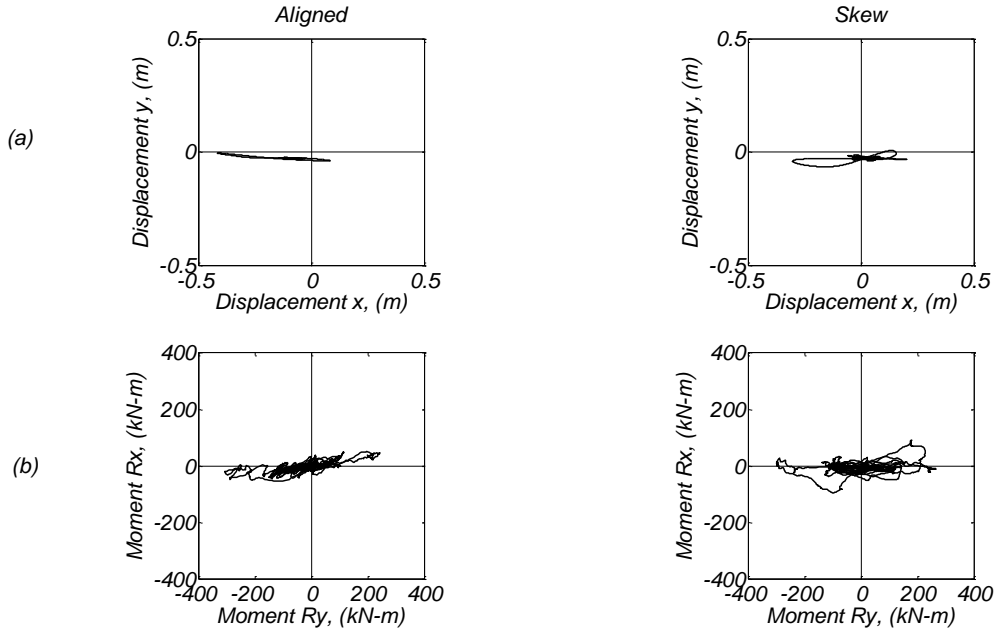 Aligned
Skew
(a)
Displacement y, (m)
0.5
0
-0.5
-0.5
0
0.5
Displacement x, (m)
Displacement y, (m)
0.5
0
-0.5
-0.5
0
0.5
Displacement x, (m)
(b)
Moment Rx, (kN-m)
400
200
0
-200
-400
-400 -200 0 200 400
Moment Ry, (kN-m)
Moment Rx, (kN-m)
400
200
0
-200
-400
-400 -200 0 200 400
Moment Ry, (kN-m)